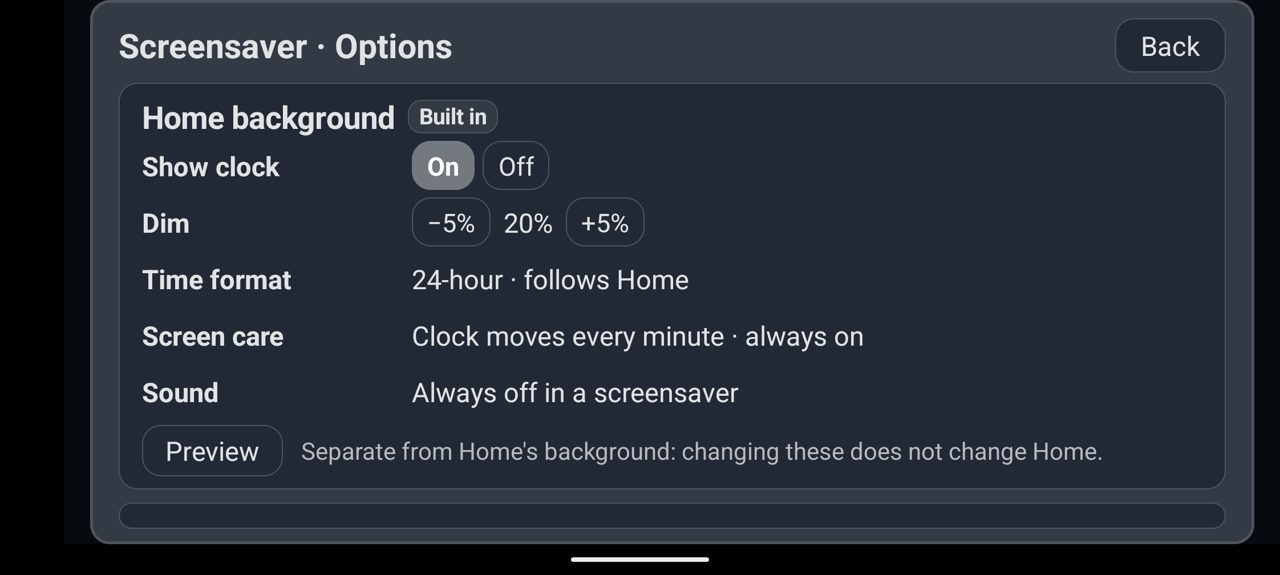 Screensaver · Options
Back
Home background Built in
Show clock On Off
Dim −5% 20% +5%
Time format 24-hour · follows Home
Screen care Clock moves every minute · always on
Sound Always off in a screensaver
Preview Separate from Home's background: changing these does not change Home.